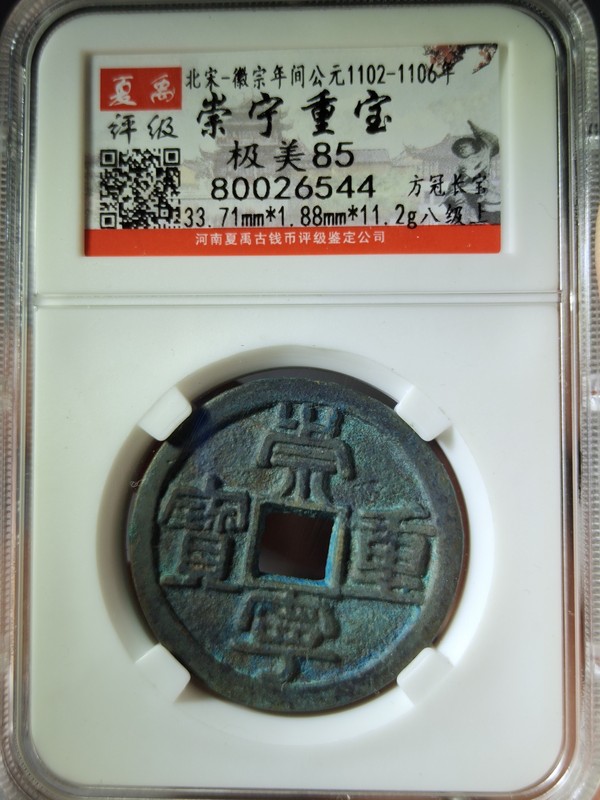 夏禹
评级
北宋-徽宗年间公元1102-1106年
崇宁重宝
极美85
80026544
方冠长宝
33.71mm*1.88mm*11.2g八级上
河南夏禹古钱币评级鉴定公司
崇
寶 重
寧